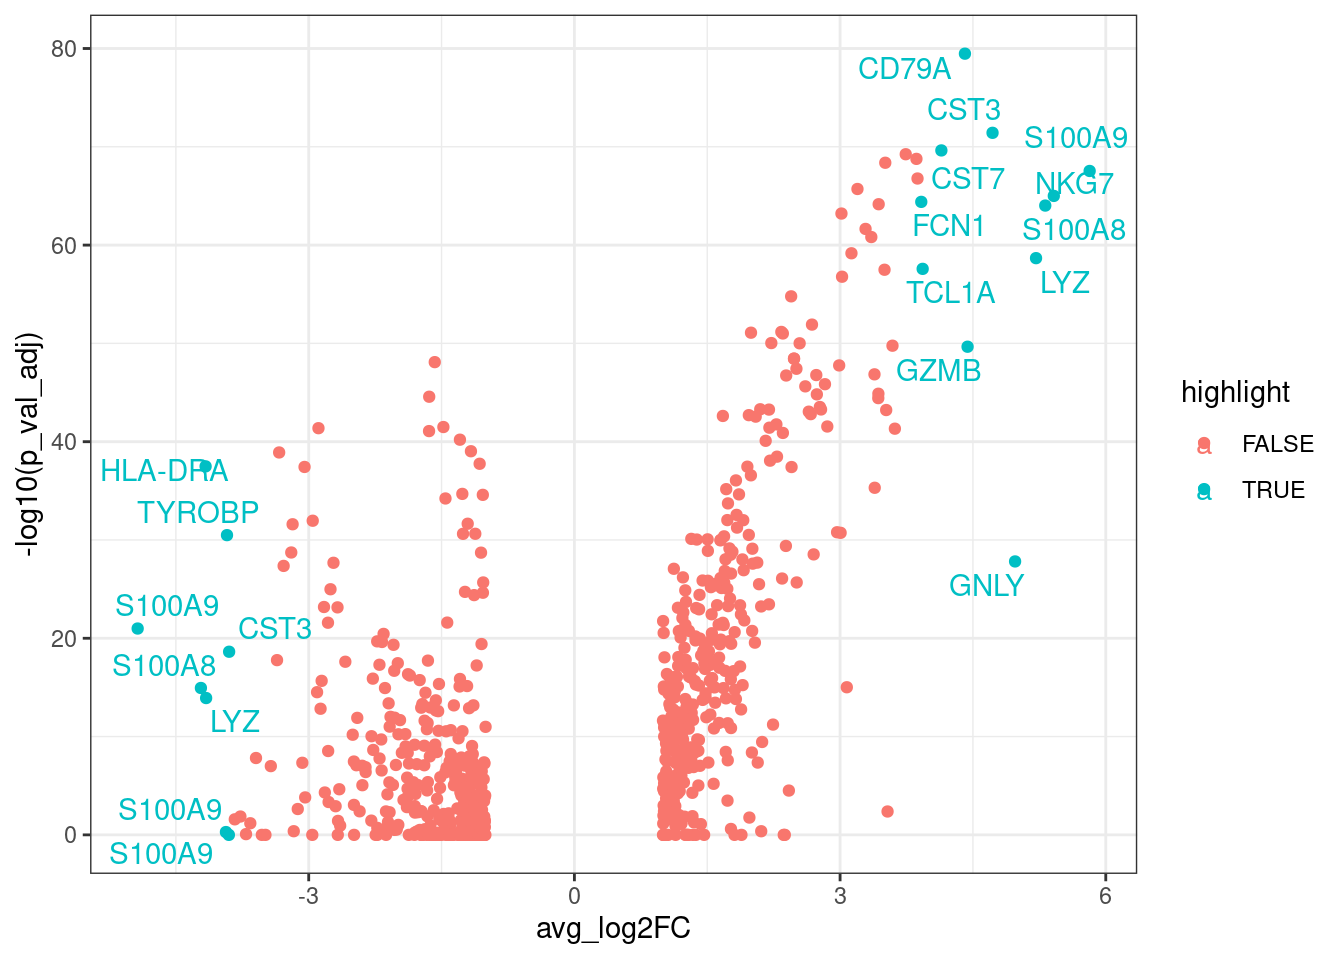 80
60
40
20
0
-log10(p_val_adj)
CD79A
CST3
S100A9
CST7
NKG7
FCN1
S100A8
TCL1A
LYZ
GZMB
HLA-DRA
TYROBP
GNLY
S100A9
CST3
S100A8
LYZ
S100A9
S100A9
-3
0
3
6
avg_log2FC
highlight
a FALSE
a TRUE